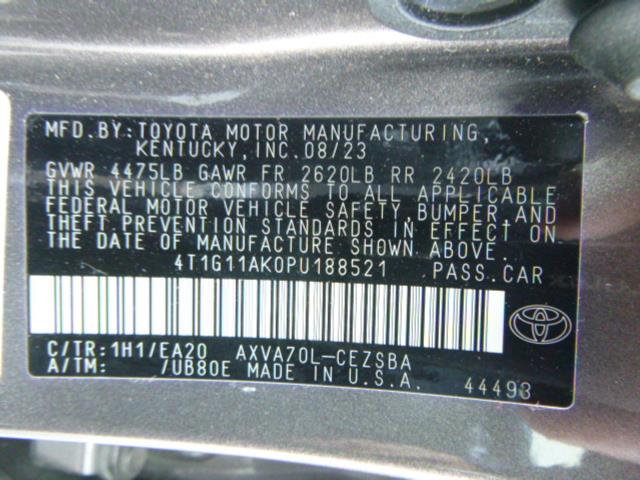 MFD.BY:TOYOTA MOTOR MANUFACTURING,
KENTUCKY, INC. 08/23
GVWR 4475LB GAWR FR 2620LB RR 2420LB
THIS VEHICLE CONFORMS TO ALL APPLICABLE
FEDERAL MOTOR VEHICLE SAFETY, BUMPER, AND
THEFT PREVENTION STANDARDS IN EFFECT ON
THE DATE OF MANUFACTURE SHOWN ABOVE.
4T1G11AK0PU188521 PASS.CAR
C/TR:1H1/EA20 AXVA70L-CEZSBA
A/TM: /UB80E MADE IN U.S.A. 44493